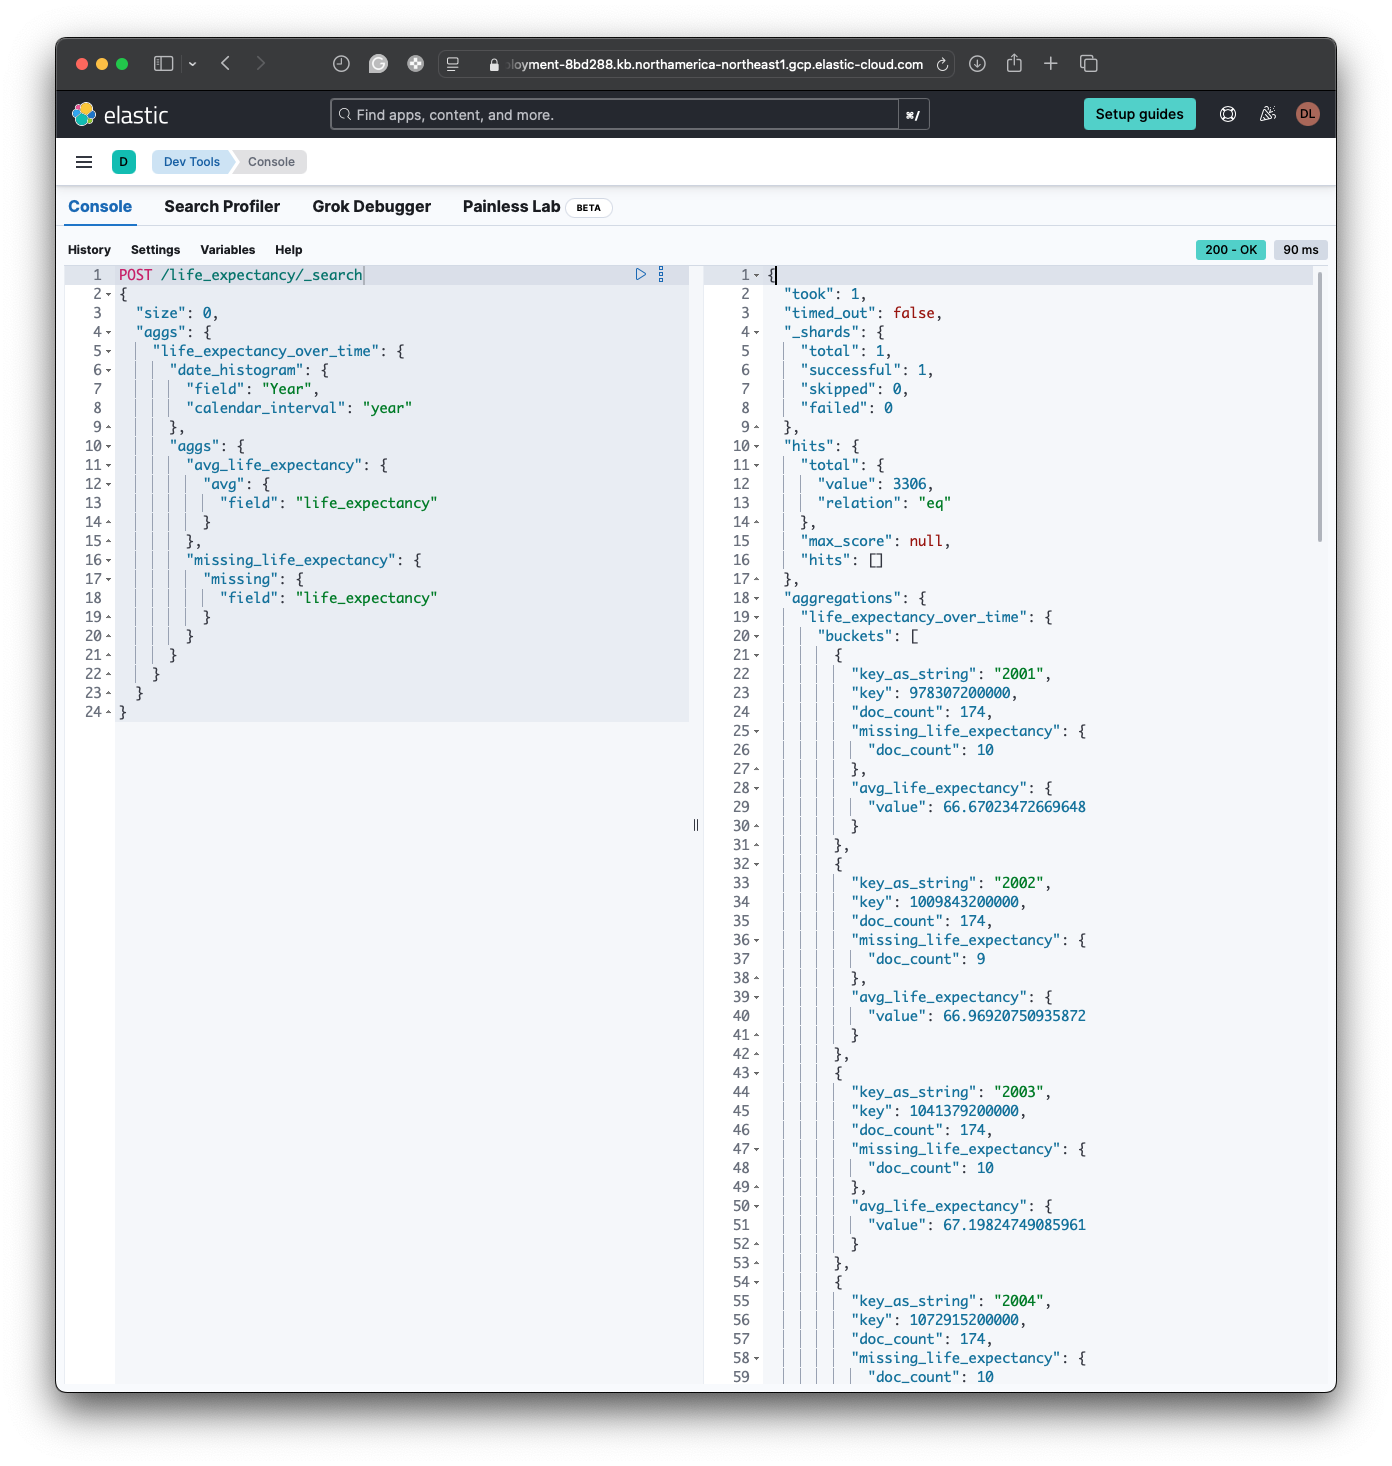 loyment-8bd288.kb.northamerica-northeast1.gcp.elastic-cloud.com
elastic
Find apps, content, and more.
⌘/
Setup guides
DL
D
Dev Tools
Console
Console
Search Profiler
Grok Debugger
Painless Lab
BETA
History
Settings
Variables
Help
200 - OK
90 ms
1 POST /life_expectancy/_search
2 {
3 "size": 0,
4 "aggs": {
5 "life_expectancy_over_time": {
6 "date_histogram": {
7 "field": "Year",
8 "calendar_interval": "year"
9 },
10 "aggs": {
11 "avg_life_expectancy": {
12 "avg": {
13 "field": "life_expectancy"
14 }
15 },
16 "missing_life_expectancy": {
17 "missing": {
18 "field": "life_expectancy"
19 }
20 }
21 }
22 }
23 }
24 }
1 {
2 "took": 1,
3 "timed_out": false,
4 "_shards": {
5 "total": 1,
6 "successful": 1,
7 "skipped": 0,
8 "failed": 0
9 },
10 "hits": {
11 "total": {
12 "value": 3306,
13 "relation": "eq"
14 },
15 "max_score": null,
16 "hits": []
17 },
18 "aggregations": {
19 "life_expectancy_over_time": {
20 "buckets": [
21 {
22 "key_as_string": "2001",
23 "key": 978307200000,
24 "doc_count": 174,
25 "missing_life_expectancy": {
26 "doc_count": 10
27 },
28 "avg_life_expectancy": {
29 "value": 66.67023472669648
30 }
31 },
32 {
33 "key_as_string": "2002",
34 "key": 1009843200000,
35 "doc_count": 174,
36 "missing_life_expectancy": {
37 "doc_count": 9
38 },
39 "avg_life_expectancy": {
40 "value": 66.96920750935872
41 }
42 },
43 {
44 "key_as_string": "2003",
45 "key": 1041379200000,
46 "doc_count": 174,
47 "missing_life_expectancy": {
48 "doc_count": 10
49 },
50 "avg_life_expectancy": {
51 "value": 67.19824749085961
52 }
53 },
54 {
55 "key_as_string": "2004",
56 "key": 1072915200000,
57 "doc_count": 174,
58 "missing_life_expectancy": {
59 "doc_count": 10